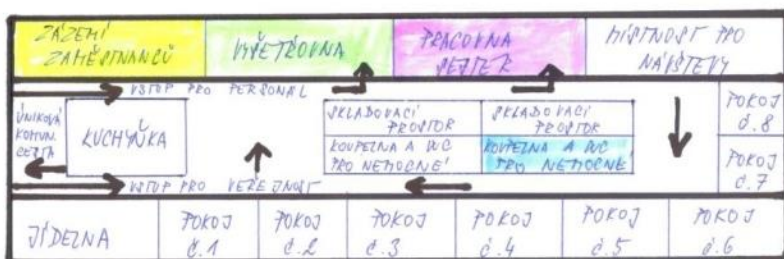 ZÁZEMÍ
ZAMĚSTNANCŮ
VYŠETŘOVNA
PRACOVNA
SESTER
MÍSTNOST PRO
NÁVŠTĚVY
VSTUP PRO PERSONAL
ÚNIKOVÁ
KOMUN.
CESTA
KUCHYŇKA
SKLADOVACÍ
PROSTOR
SKLADOVACÍ
PROSTOR
KOUPELNA A WC
PRO NEMOCNÉ
KOUPELNA A WC
PRO NEMOCNÉ
POKOJ
č.8
POKOJ
č.7
VSTUP PRO VEŘEJNOST
JÍDELNA
POKOJ
č.1
POKOJ
č.2
POKOJ
č.3
POKOJ
č.4
POKOJ
č.5
POKOJ
č.6